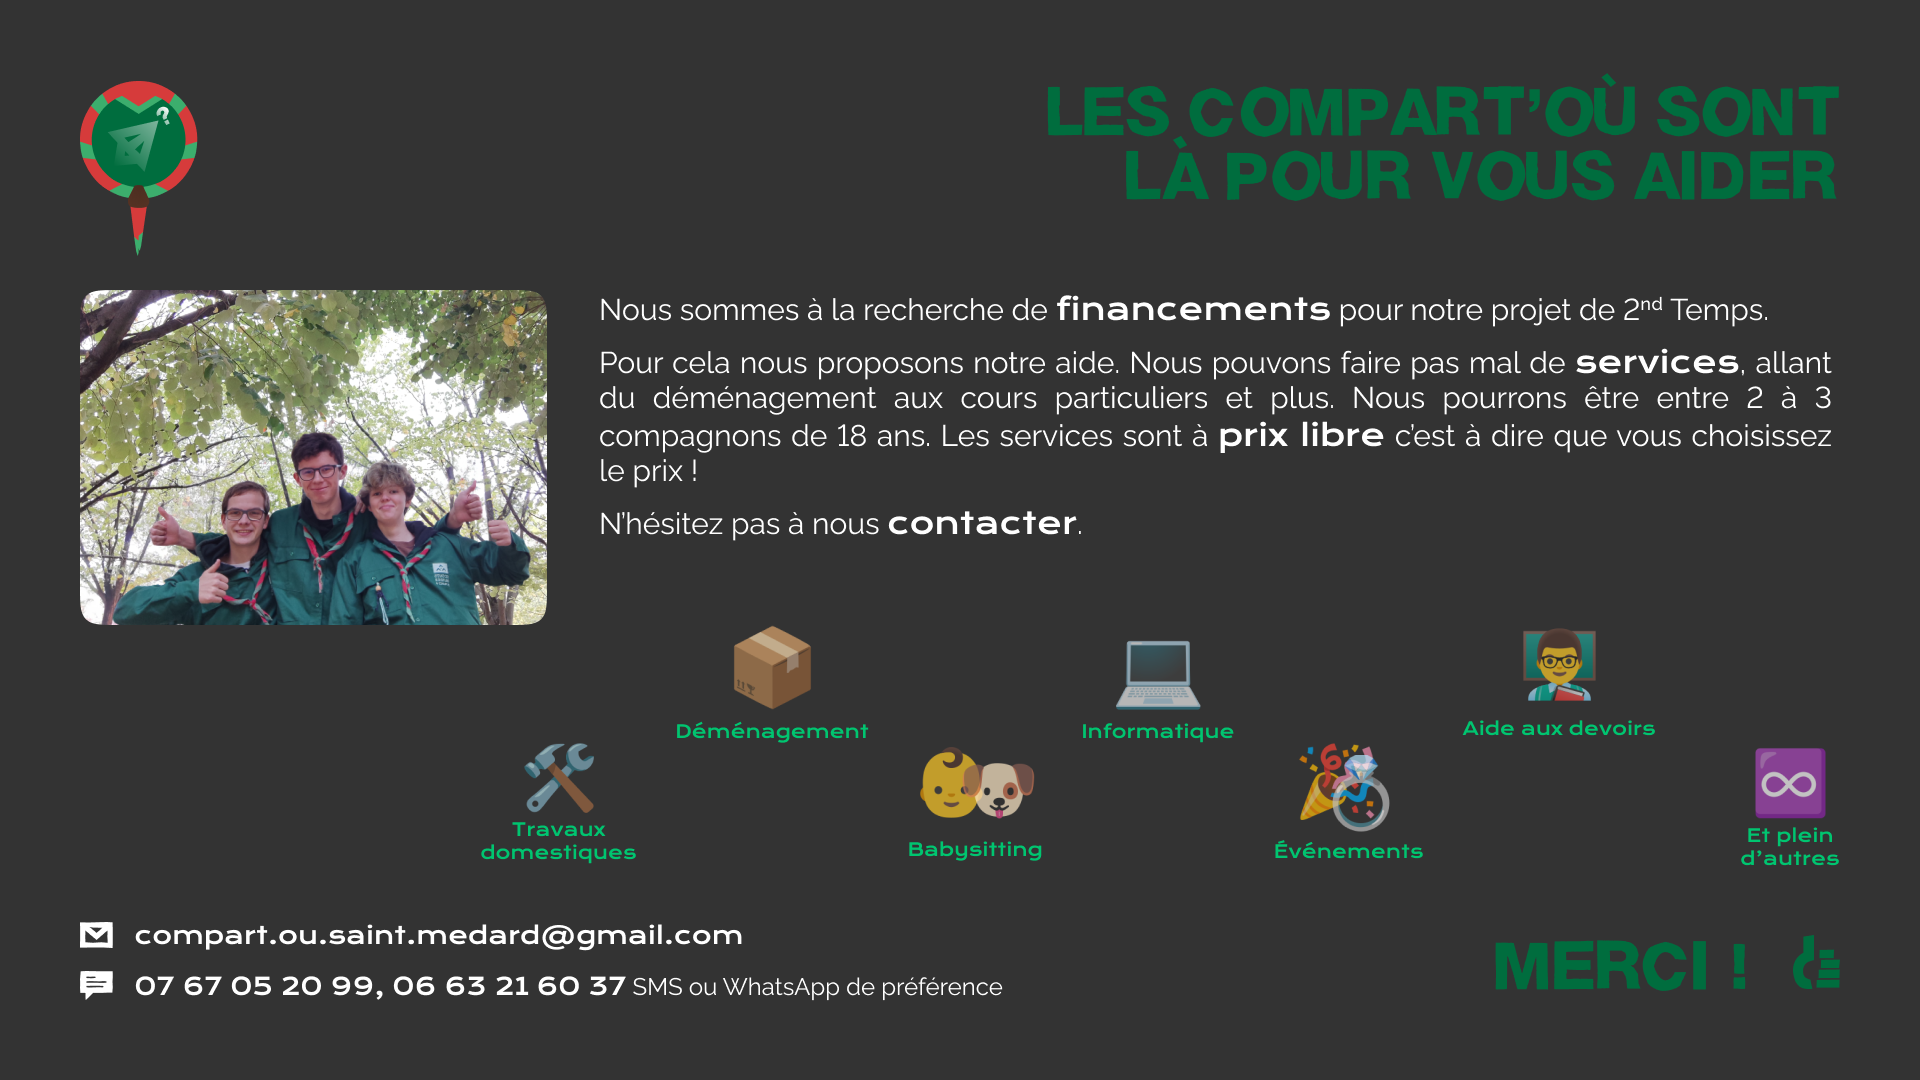 ?
LES COMPART’OÙ SONT
LÀ POUR VOUS AIDER
Nous sommes à la recherche de financements pour notre projet de 2nd Temps.
Pour cela nous proposons notre aide. Nous pouvons faire pas mal de services, allant
du déménagement aux cours particuliers et plus. Nous pourrons être entre 2 à 3
compagnons de 18 ans. Les services sont à prix libre c’est à dire que vous choisissez
le prix !
N’hésitez pas à nous contacter.
Déménagement
Informatique
Aide aux devoirs
Travaux
domestiques
Babysitting
Événements
Et plein
d’autres
compart.ou.saint.medard@gmail.com
07 67 05 20 99, 06 63 21 60 37 SMS ou WhatsApp de préférence
MERCI !